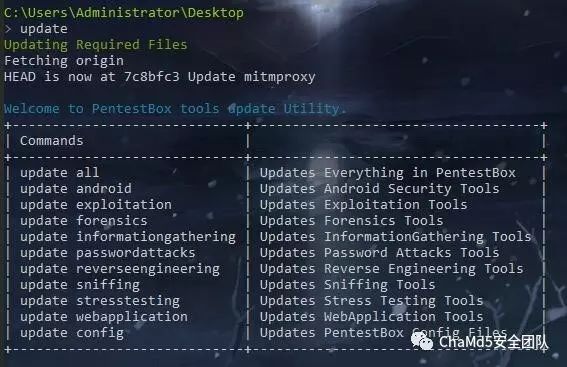 C:\Users\Administrator\Desktop
> update
Updating Required Files
Fetching origin
HEAD is now at 7c8bfc3 Update mitmproxy
Welcome to PentestBox tools update Utility.
+---------------------------+-----------------------------------+
| Commands | |
+---------------------------+-----------------------------------+
| update all | Updates Everything in PentestBox |
| update android | Updates Android Security Tools |
| update exploitation | Updates Exploitation Tools |
| update forensics | Updates Forensics Tools |
| update informationgathering | Updates InformationGathering Tools |
| update passwordattacks | Updates Password Attacks Tools |
| update reverseengineering | Updates Reverse Engineering Tools |
| update sniffing | Updates Sniffing Tools |
| update stresstesting | Updates Stress Testing Tools |
| update webapplication | Updates WebApplication Tools |
| update config | Updates PentestBox Config Files |
+---------------------------+-----------------------------------+
ChaMd5安全团队